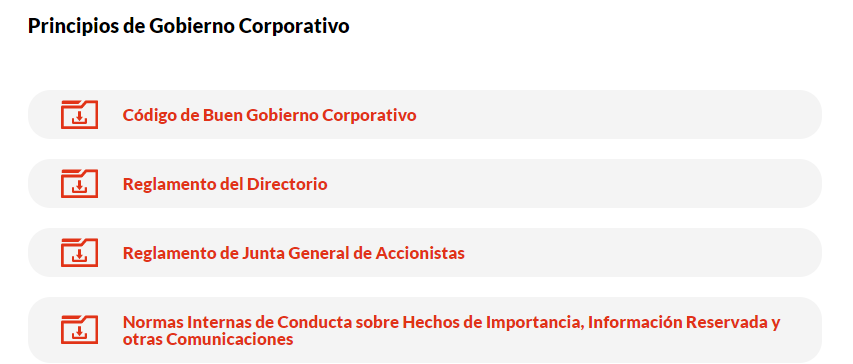 Principios de Gobierno Corporativo
Código de Buen Gobierno Corporativo
Reglamento del Directorio
Reglamento de Junta General de Accionistas
Normas Internas de Conducta sobre Hechos de Importancia, Información Reservada y
otras Comunicaciones